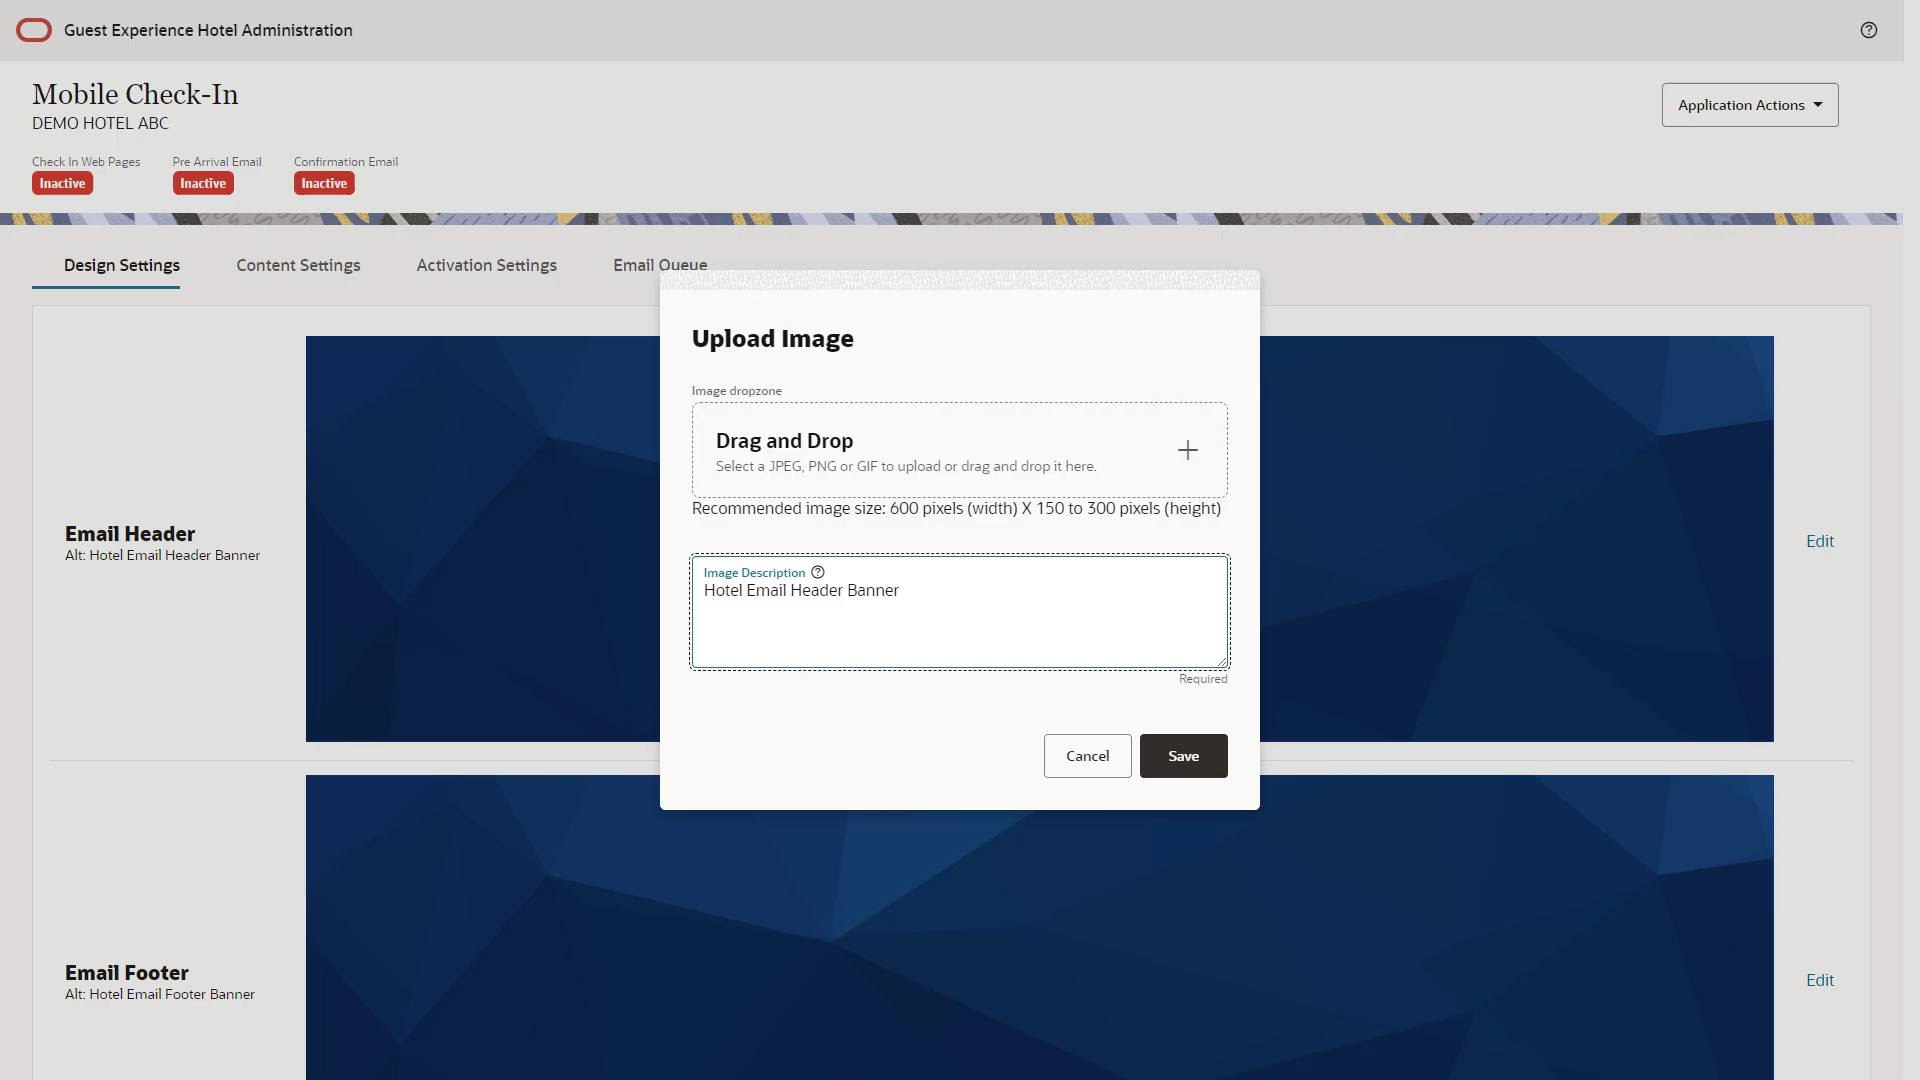 Guest Experience Hotel Administration
Mobile Check-In
DEMO HOTEL ABC
Application Actions
Check In Web Pages
Inactive
Pre Arrival Email
Inactive
Confirmation Email
Inactive
Design Settings
Content Settings
Activation Settings
Email Queue
Upload Image
Image dropzone
Drag and Drop
Select a JPEG, PNG or GIF to upload or drag and drop it here.
Recommended image size: 600 pixels (width) X 150 to 300 pixels (height)
Image Description
Hotel Email Header Banner
Required
Cancel
Save
Email Header
Alt: Hotel Email Header Banner
Edit
Email Footer
Alt: Hotel Email Footer Banner
Edit